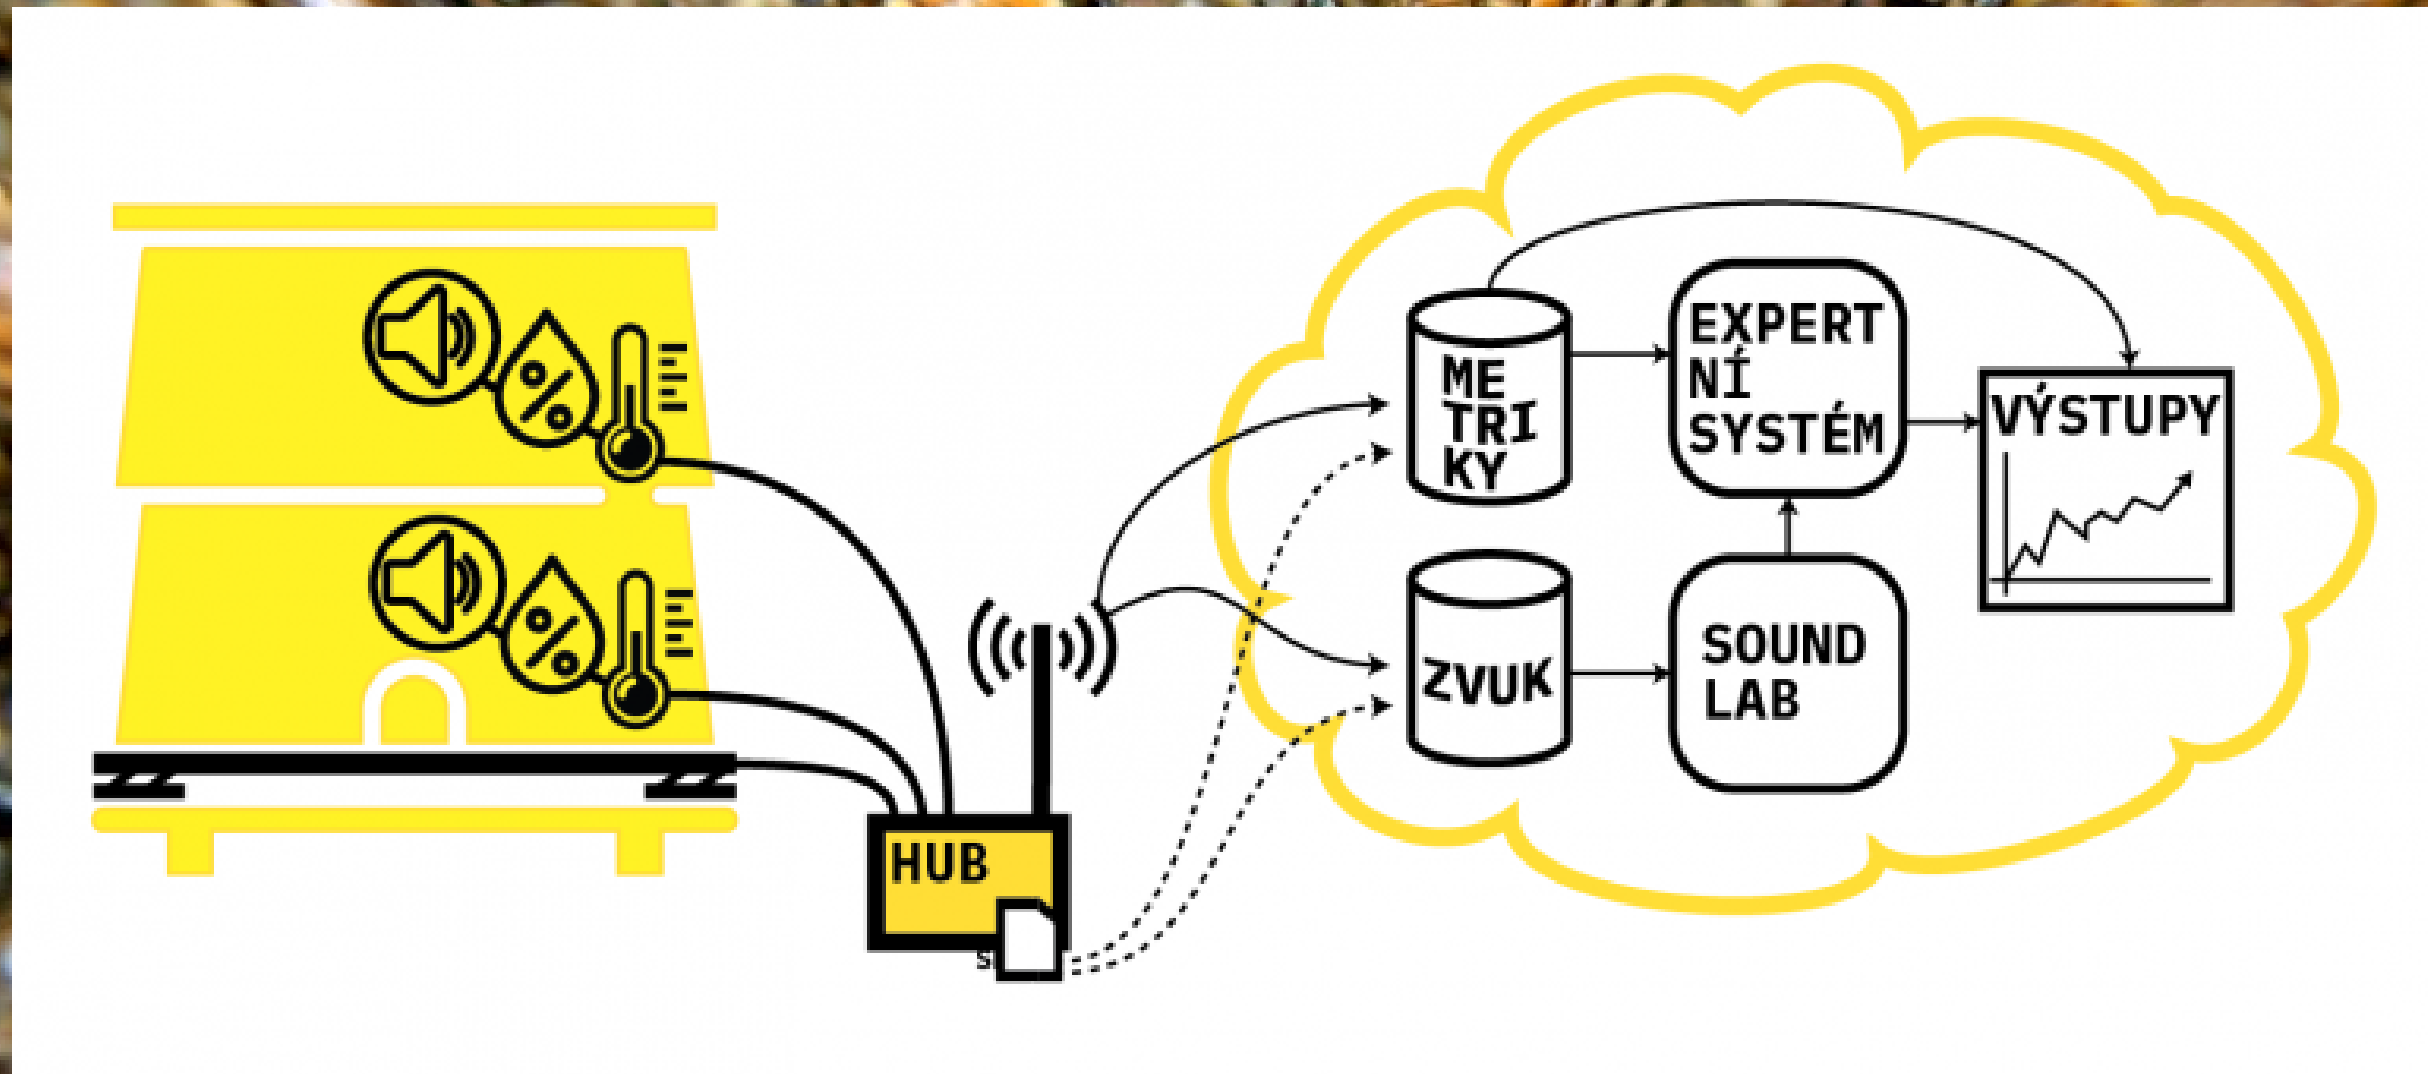 EXPERT
NÍ
SYSTÉM
ME
TRI
KY
VÝSTUPY
ZVUK
SOUND
LAB
HUB
%
%